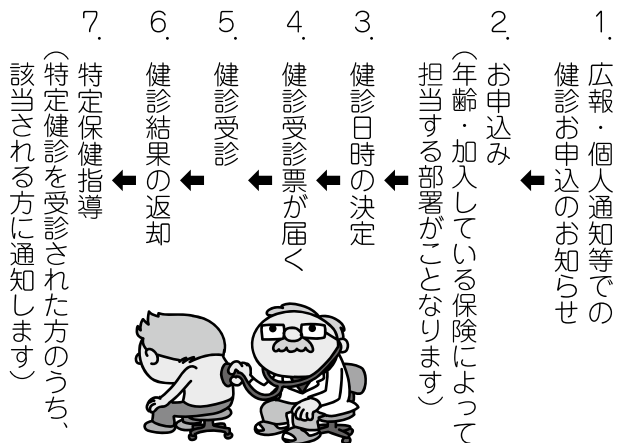 1. 広報・個人通知等での
健診お申込のお知らせ
2. お申込み
（年齢・加入している保険によって
担当する部署がことなります）
3. 健診日時の決定
4. 健診受診票が届く
5. 健診受診
6. 健診結果の返却
7. 特定保健指導
（特定健診を受診された方のうち、
該当される方に通知します）